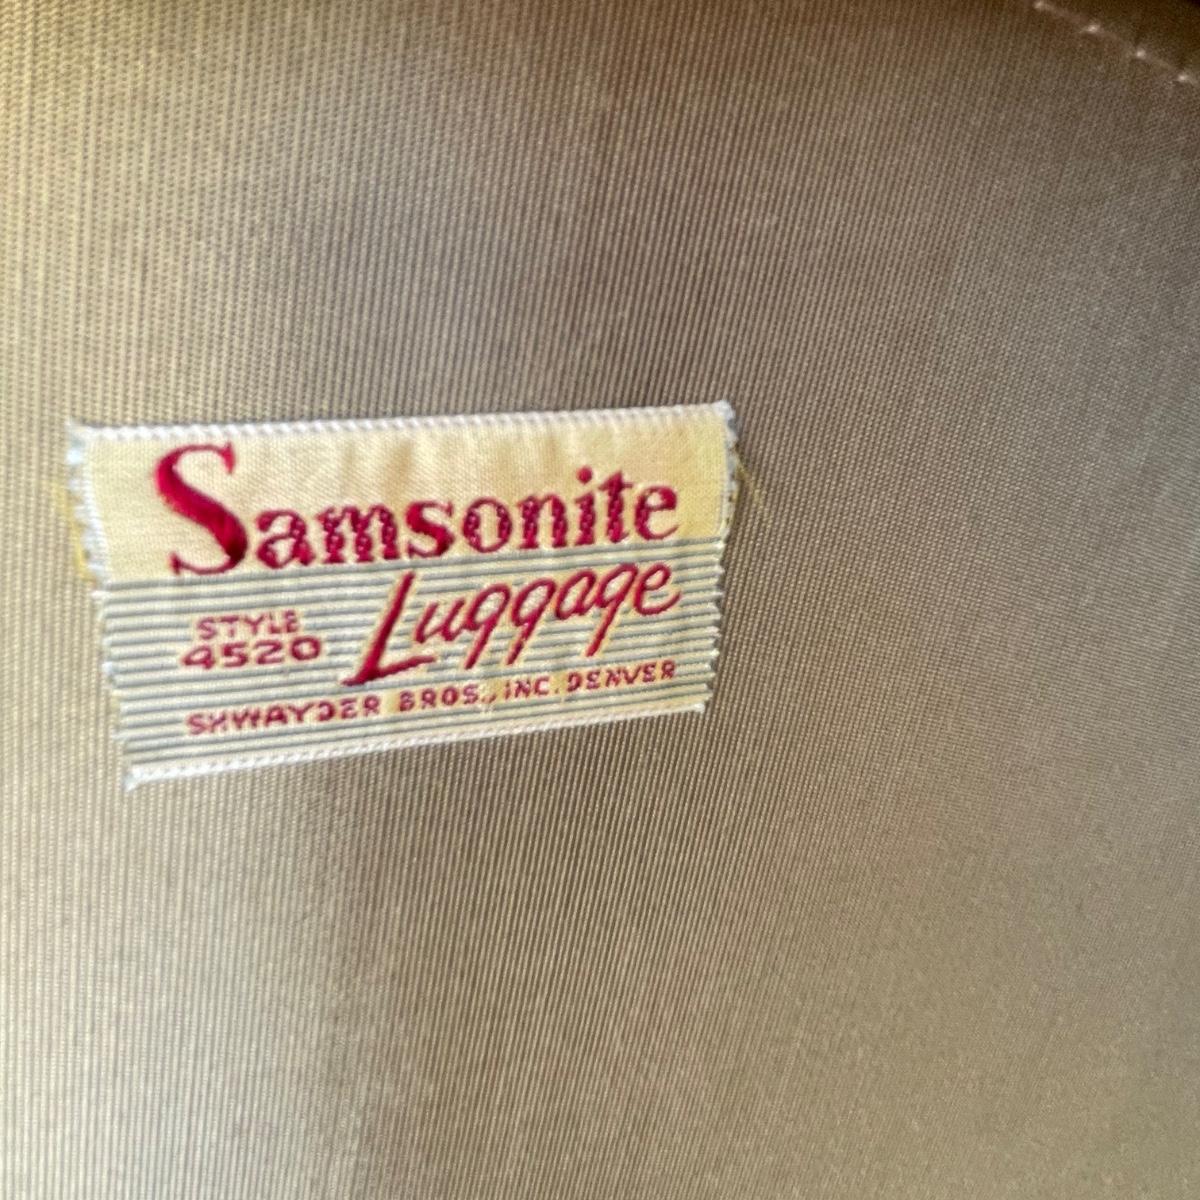 Samsonite
Luggage
STYLE
4520
SHWAYDER BROS., INC. DENVER